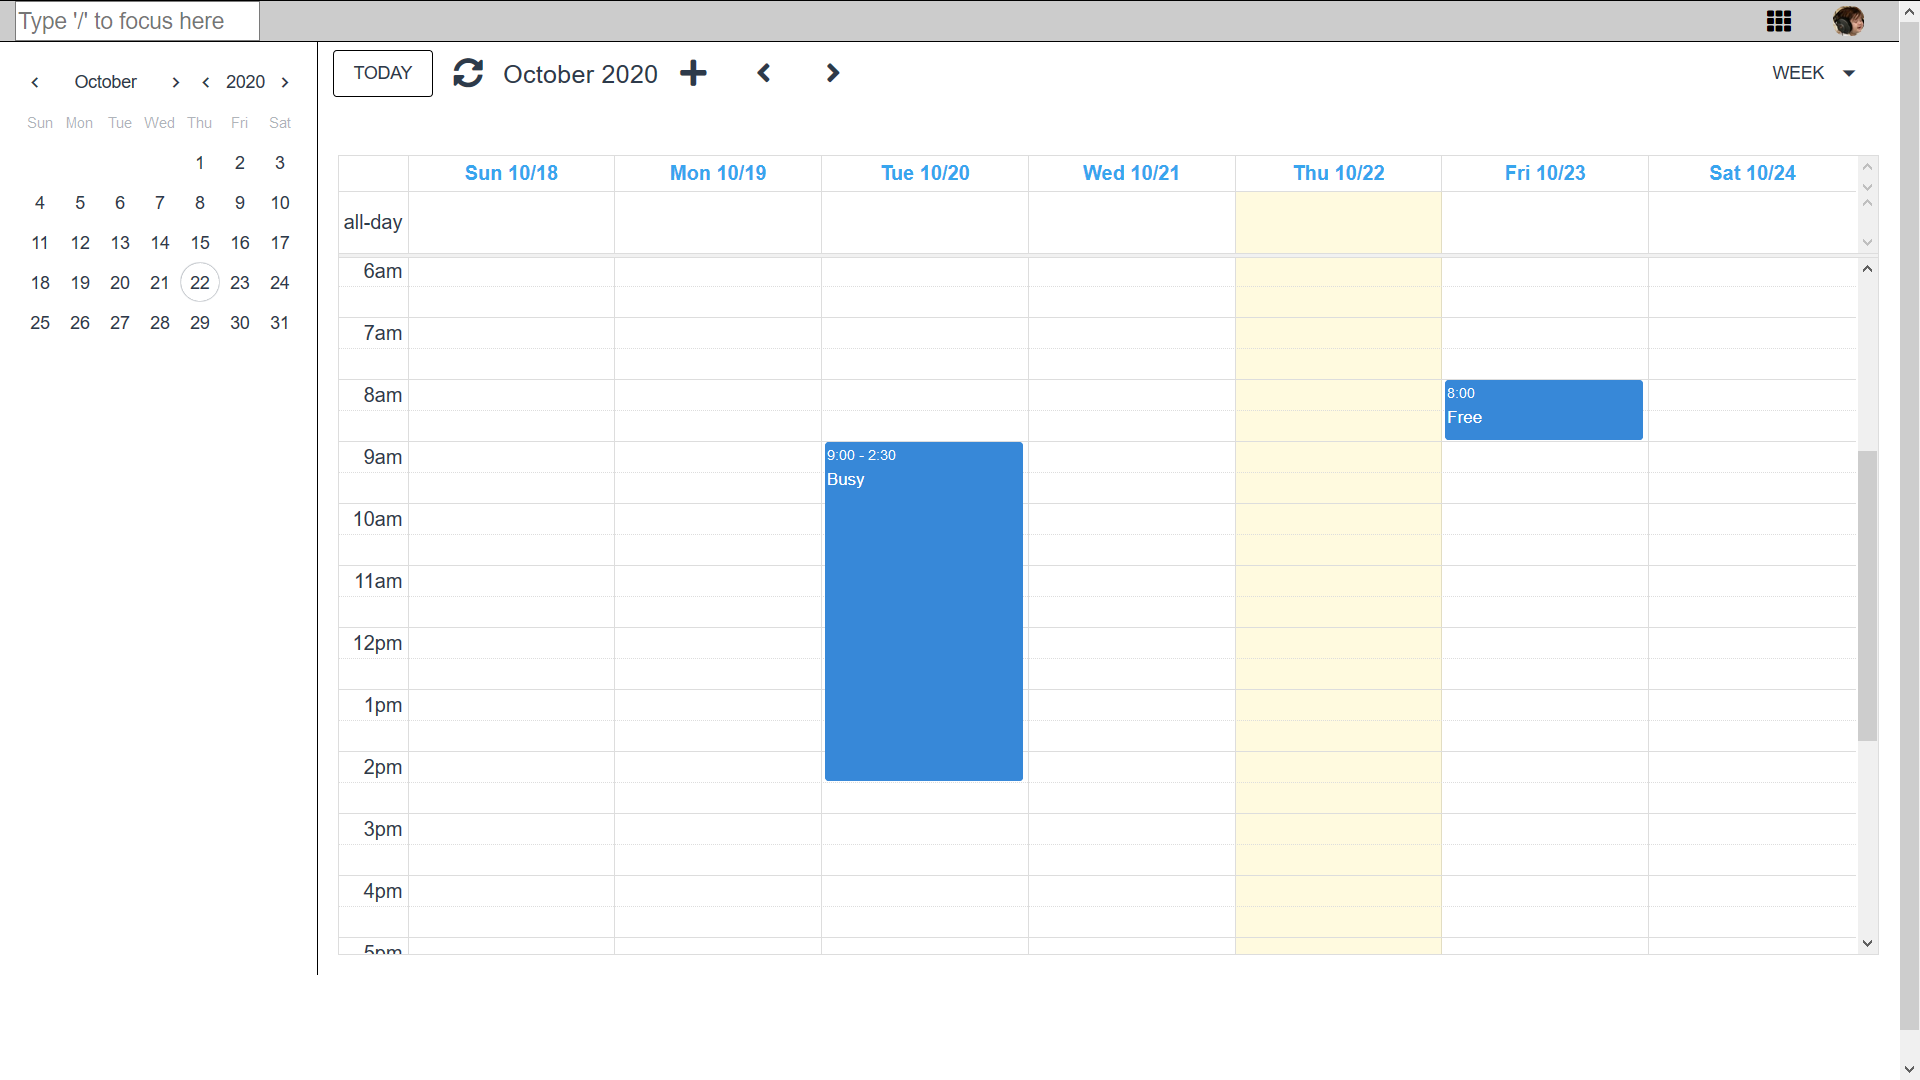 Type '/' to focus here
October 2020
Sun Mon Tue Wed Thu Fri Sat
1 2 3
4 5 6 7 8 9 10
11 12 13 14 15 16 17
18 19 20 21 22 23 24
25 26 27 28 29 30 31
TODAY October 2020 WEEK
Sun 10/18 Mon 10/19 Tue 10/20 Wed 10/21 Thu 10/22 Fri 10/23 Sat 10/24
all-day
6am
7am
8am
8:00
Free
9am
9:00 - 2:30
Busy
10am
11am
12pm
1pm
2pm
3pm
4pm
5pm